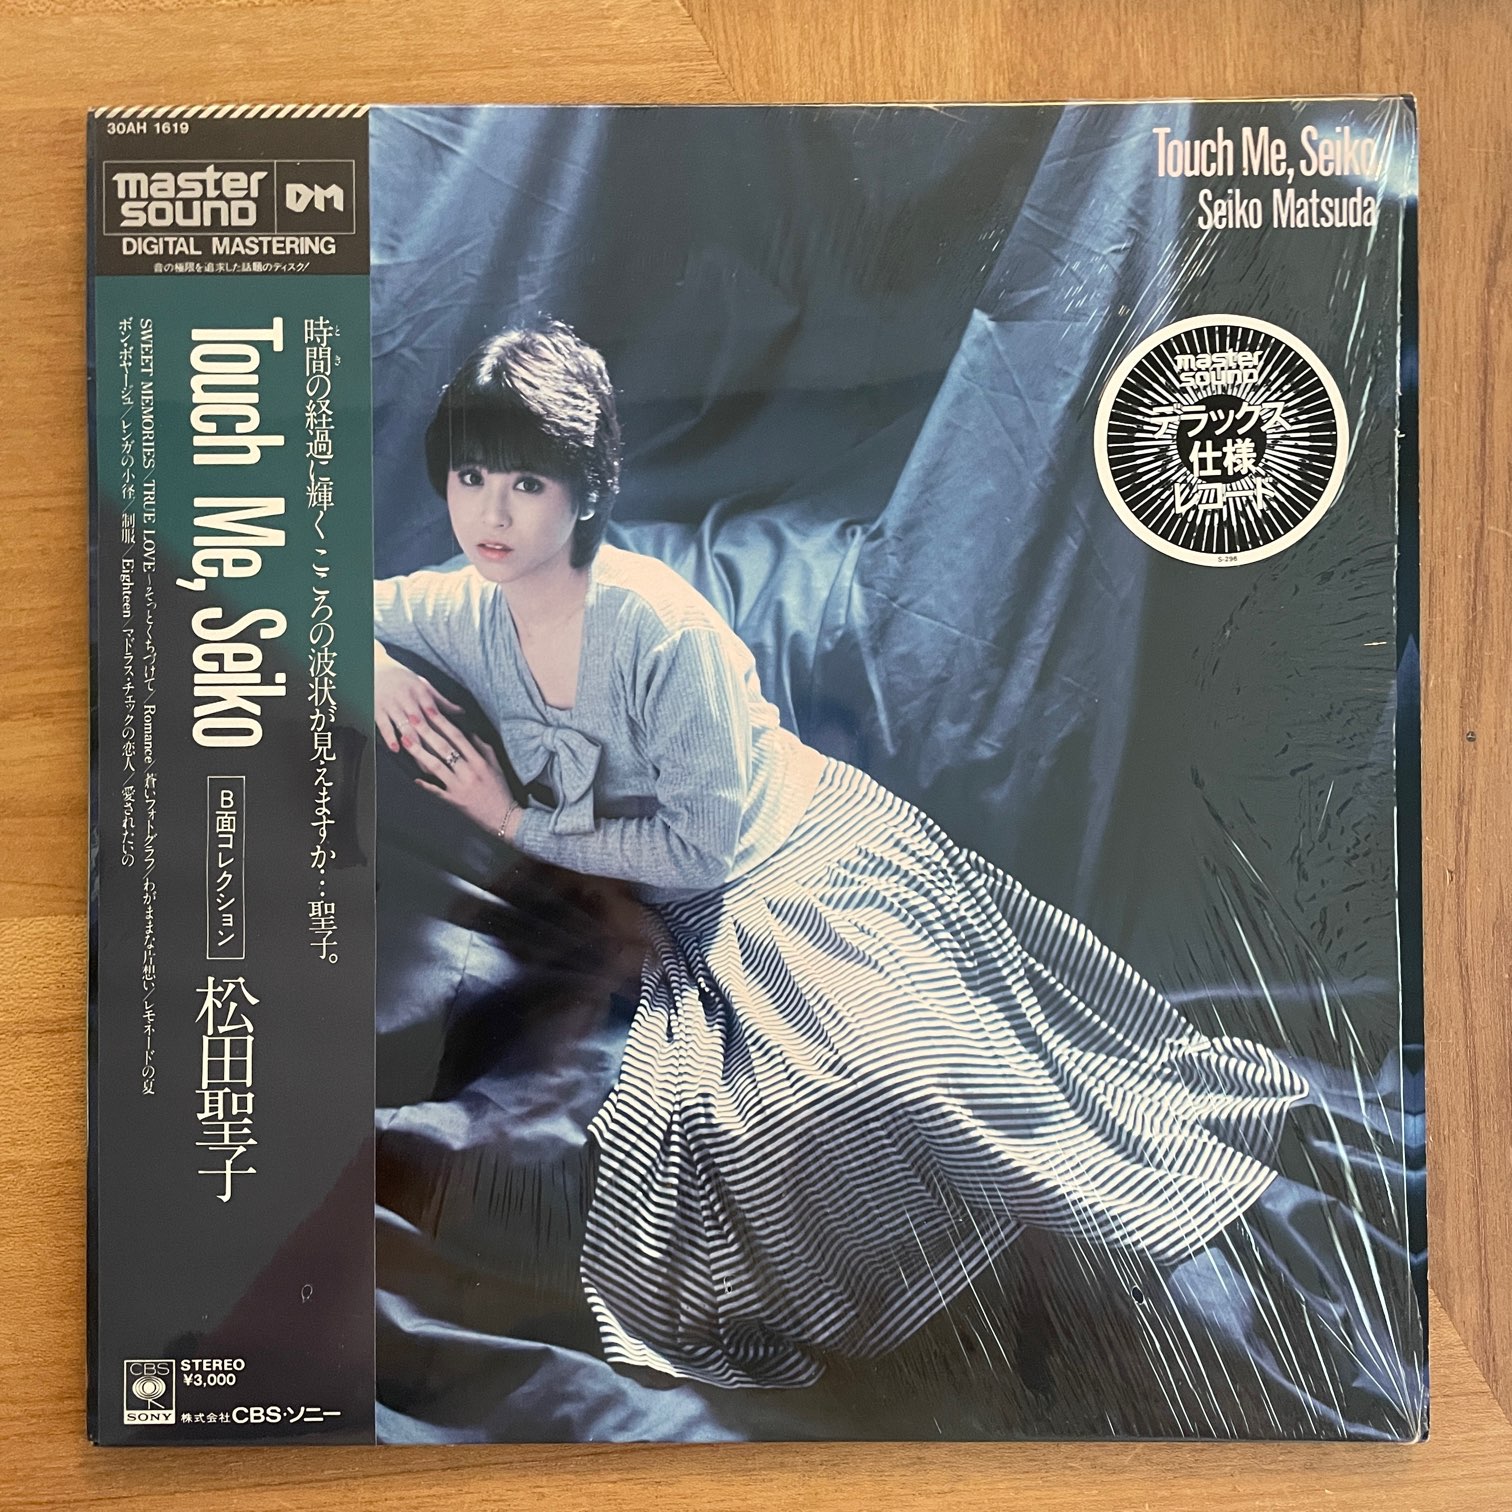 30AH 1619
master
SOUND
DM
DIGITAL MASTERING
音の極限を追求した話題のディスク!
時間の経過に輝くこころの波状が見えますか…聖子。
とき
Touch Me, Seiko
B面コレクション
松田聖子
SWEET MEMORIES/TRUE LOVE〜そっとくちづけて/Romance/蒼いフォトグラフ/わがままな片想い/レモネードの夏
ボン・ボヤージュ/レンガの小径/制服/Eighteen/マドラス・チェックの恋人/愛されたいの
CBS
SONY
STEREO
¥3,000
株式会社CBS・ソニー
Touch Me, Seiko
Seiko Matsuda
master
SOUND
デラックス
仕様
レコード
S-296